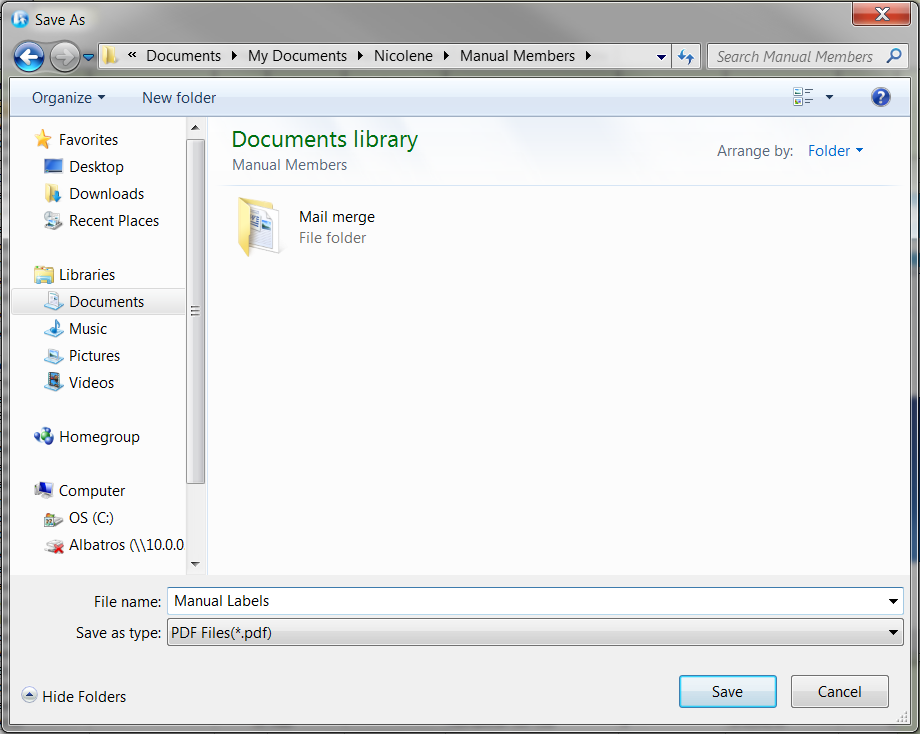 Save As
« Documents My Documents Nicolene Manual Members
Search Manual Members
Organize New folder
Favorites
Desktop
Downloads
Recent Places
Libraries
Documents
Music
Pictures
Videos
Homegroup
Computer
OS (C:)
Albatros (\\10.0.0
Documents library
Manual Members
Arrange by: Folder
Mail merge
File folder
File name: Manual Labels
Save as type: PDF Files(*.pdf)
Hide Folders
Save Cancel